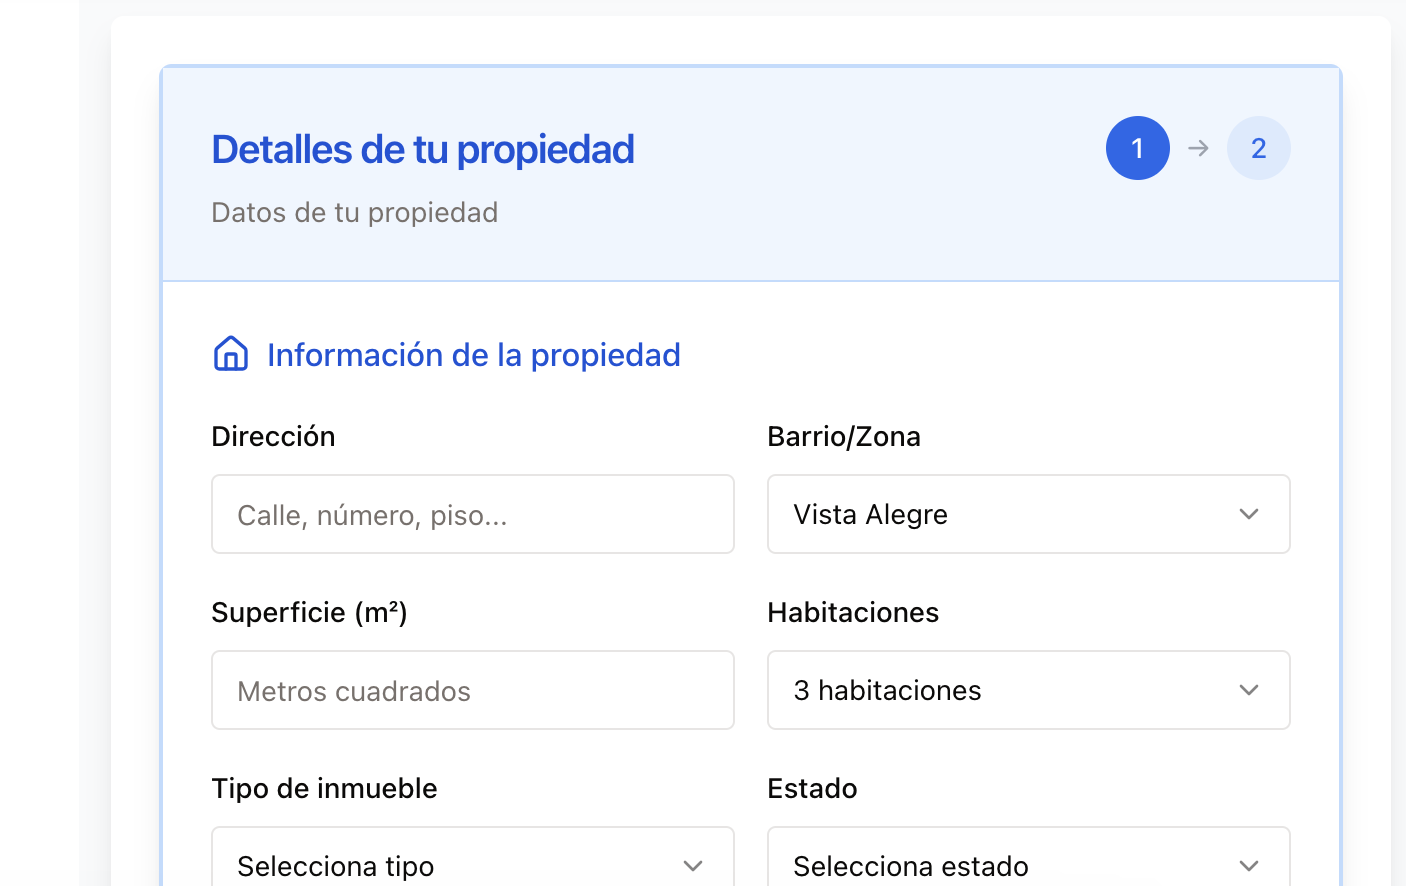 Detalles de tu propiedad
1 → 2
Datos de tu propiedad
Información de la propiedad
Dirección
Barrio/Zona
Calle, número, piso...
Vista Alegre
Superficie (m²)
Habitaciones
Metros cuadrados
3 habitaciones
Tipo de inmueble
Estado
Selecciona tipo
Selecciona estado